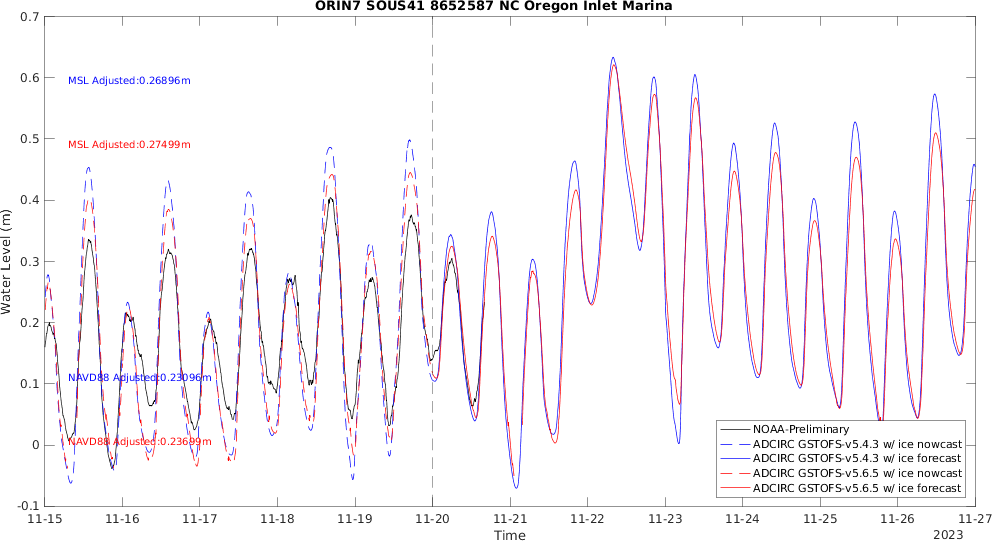 ORIN7 SOUS41 8652587 NC Oregon Inlet Marina
0.7
0.6
0.5
0.4
0.3
0.2
0.1
0
-0.1
Water Level (m)
MSL Adjusted:0.26896m
MSL Adjusted:0.27499m
NAVD88 Adjusted:0.23096m
NAVD88 Adjusted:0.23699m
NOAA-Preliminary
ADCIRC GSTOFS-v5.4.3 w/ ice nowcast
ADCIRC GSTOFS-v5.4.3 w/ ice forecast
ADCIRC GSTOFS-v5.6.5 w/ ice nowcast
ADCIRC GSTOFS-v5.6.5 w/ ice forecast
11-15 11-16 11-17 11-18 11-19 11-20 11-21 11-22 11-23 11-24 11-25 11-26 11-27
Time
2023